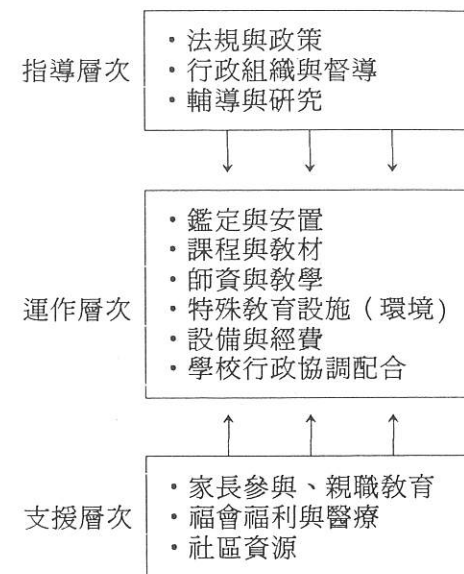 指導層次
・法規與政策
・行政組織與督導
・輔導與研究
運作層次
・鑑定與安置
・課程與教材
・師資與教學
・特殊教育設施（環境）
・設備與經費
・學校行政協調配合
支援層次
・家長參與、親職教育
・福會福利與醫療
・社區資源